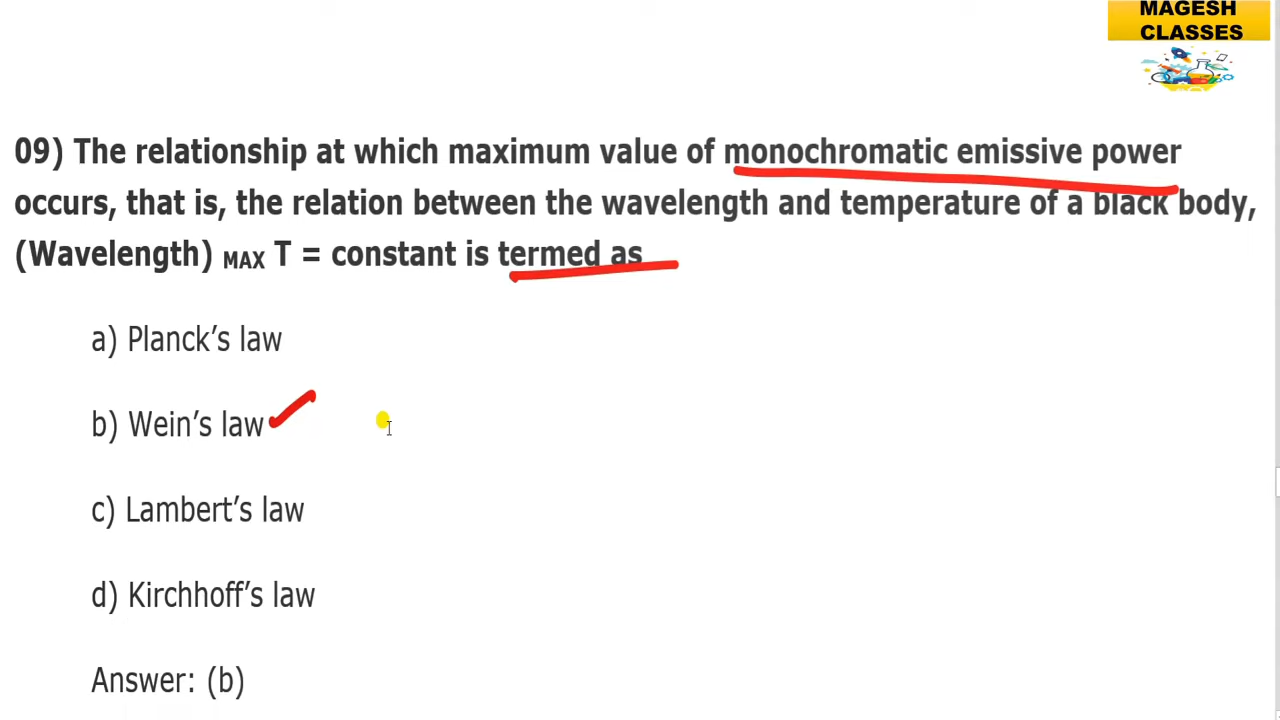 MAGESH
CLASSES
09) The relationship at which maximum value of monochromatic emissive power
occurs, that is, the relation between the wavelength and temperature of a black body,
(Wavelength) MAX T = constant is termed as
a) Planck’s law
b) Wein’s law
c) Lambert’s law
d) Kirchhoff’s law
Answer: (b)